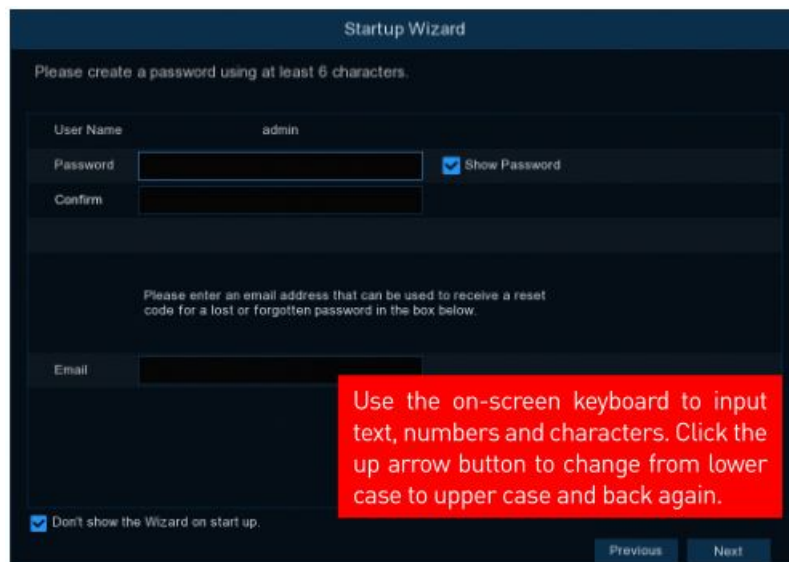 Startup Wizard
Please create a password using at least 6 characters.
User Name admin
Password Show Password
Confirm
Please enter an email address that can be used to receive a reset
code for a lost or forgotten password in the box below.
Email
Use the on-screen keyboard to input
text, numbers and characters. Click the
up arrow button to change from lower
case to upper case and back again.
Don't show the Wizard on start up.
Previous Next